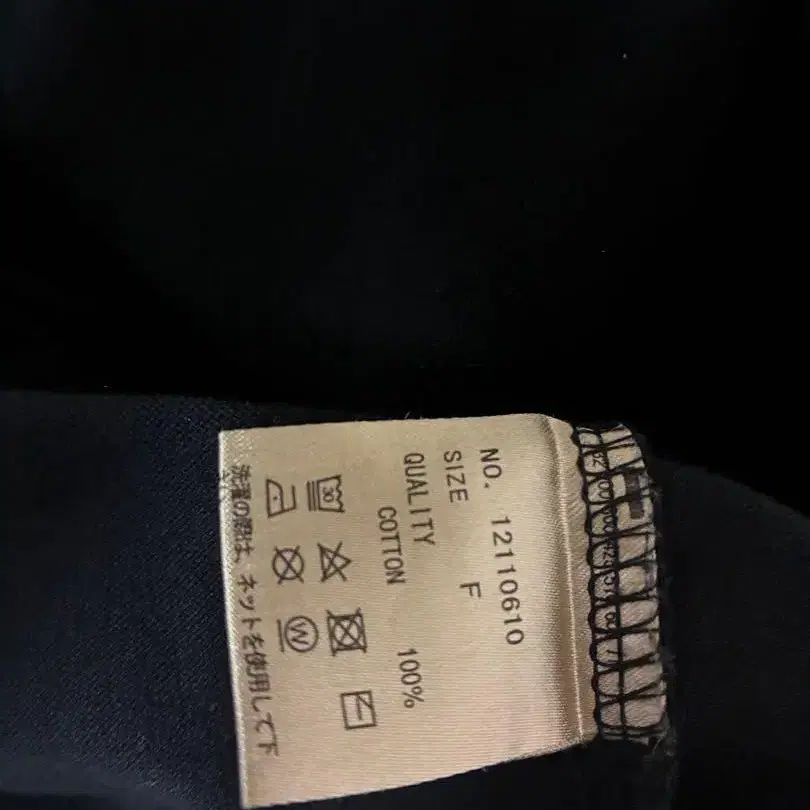 NO. 12110610
SIZE F
QUALITY
COTTON 100%
30
W
洗濯の際は、ネットを使用して下